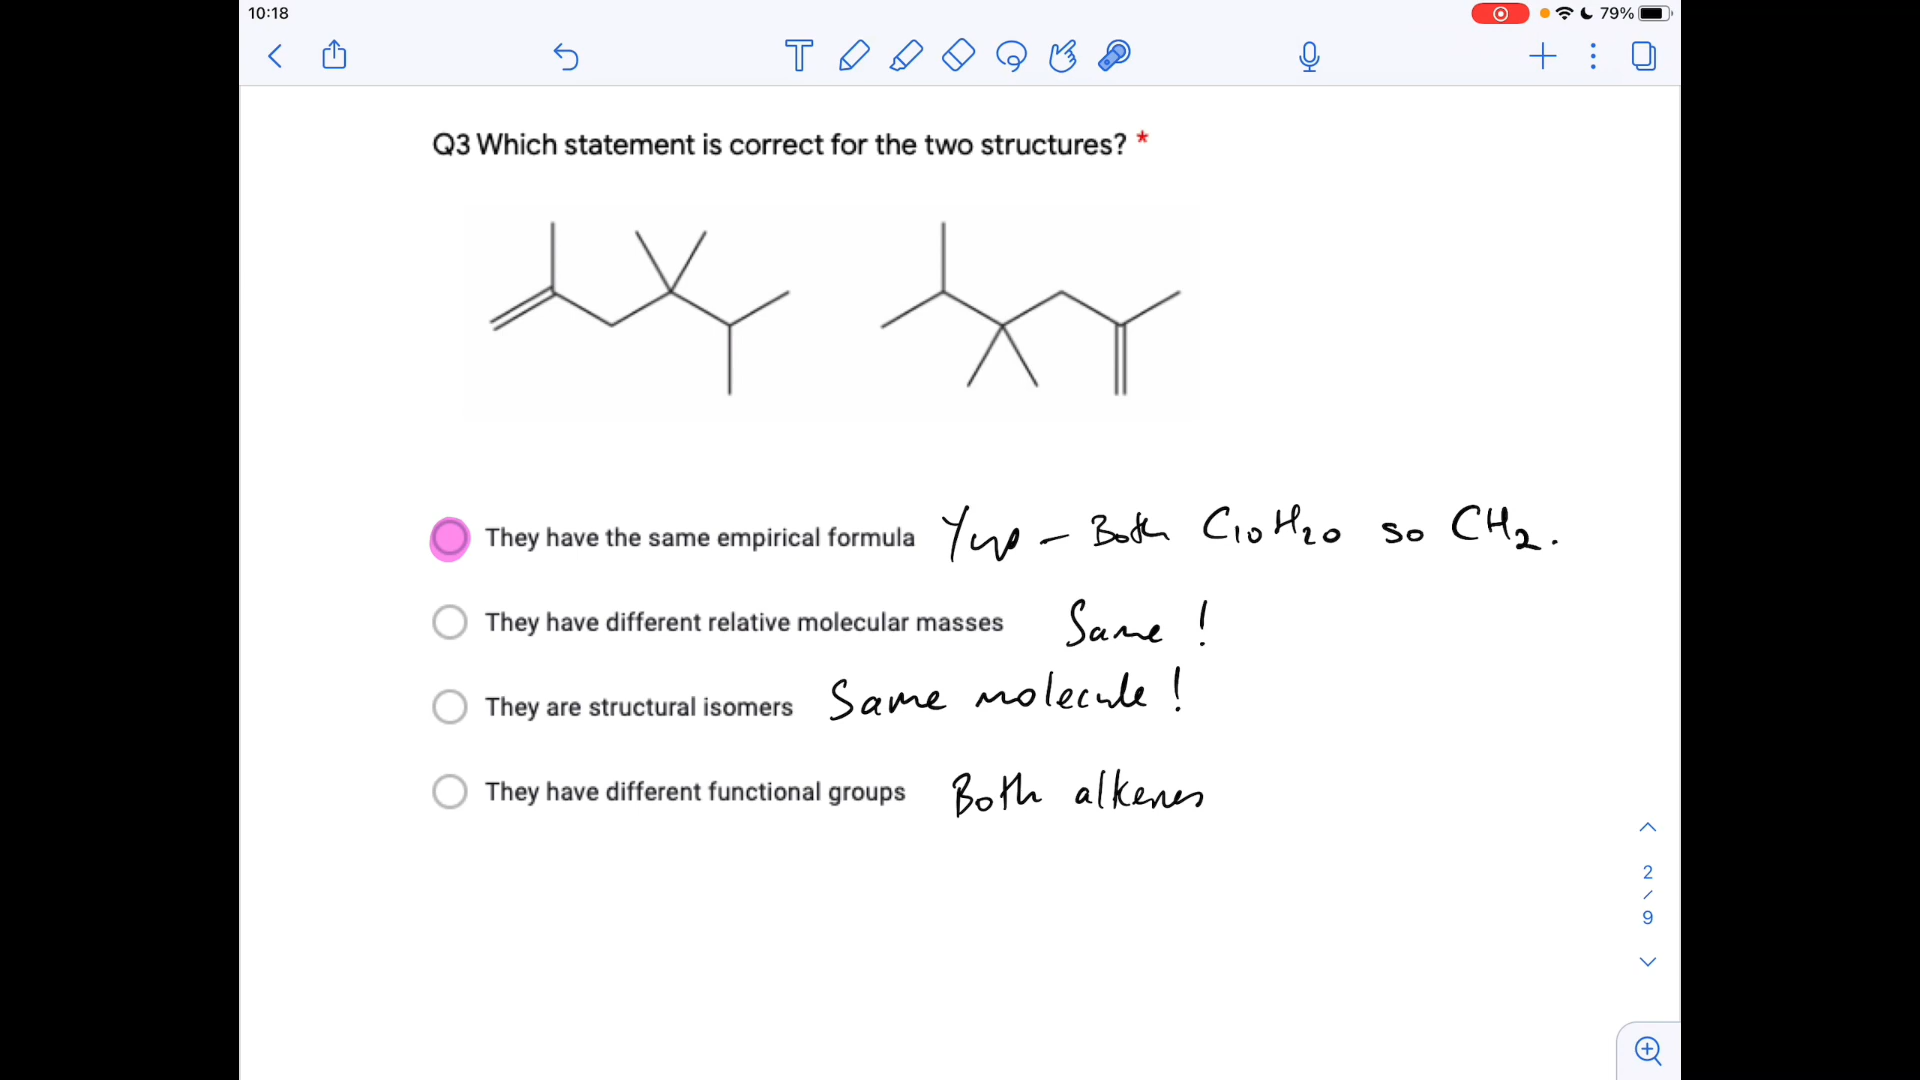 10:18
79%
T
Q3 Which statement is correct for the two structures? *
They have the same empirical formula Yup - Both C10H20 so CH2.
They have different relative molecular masses Same !
They are structural isomers Same molecule !
They have different functional groups Both alkenes
2
/
9